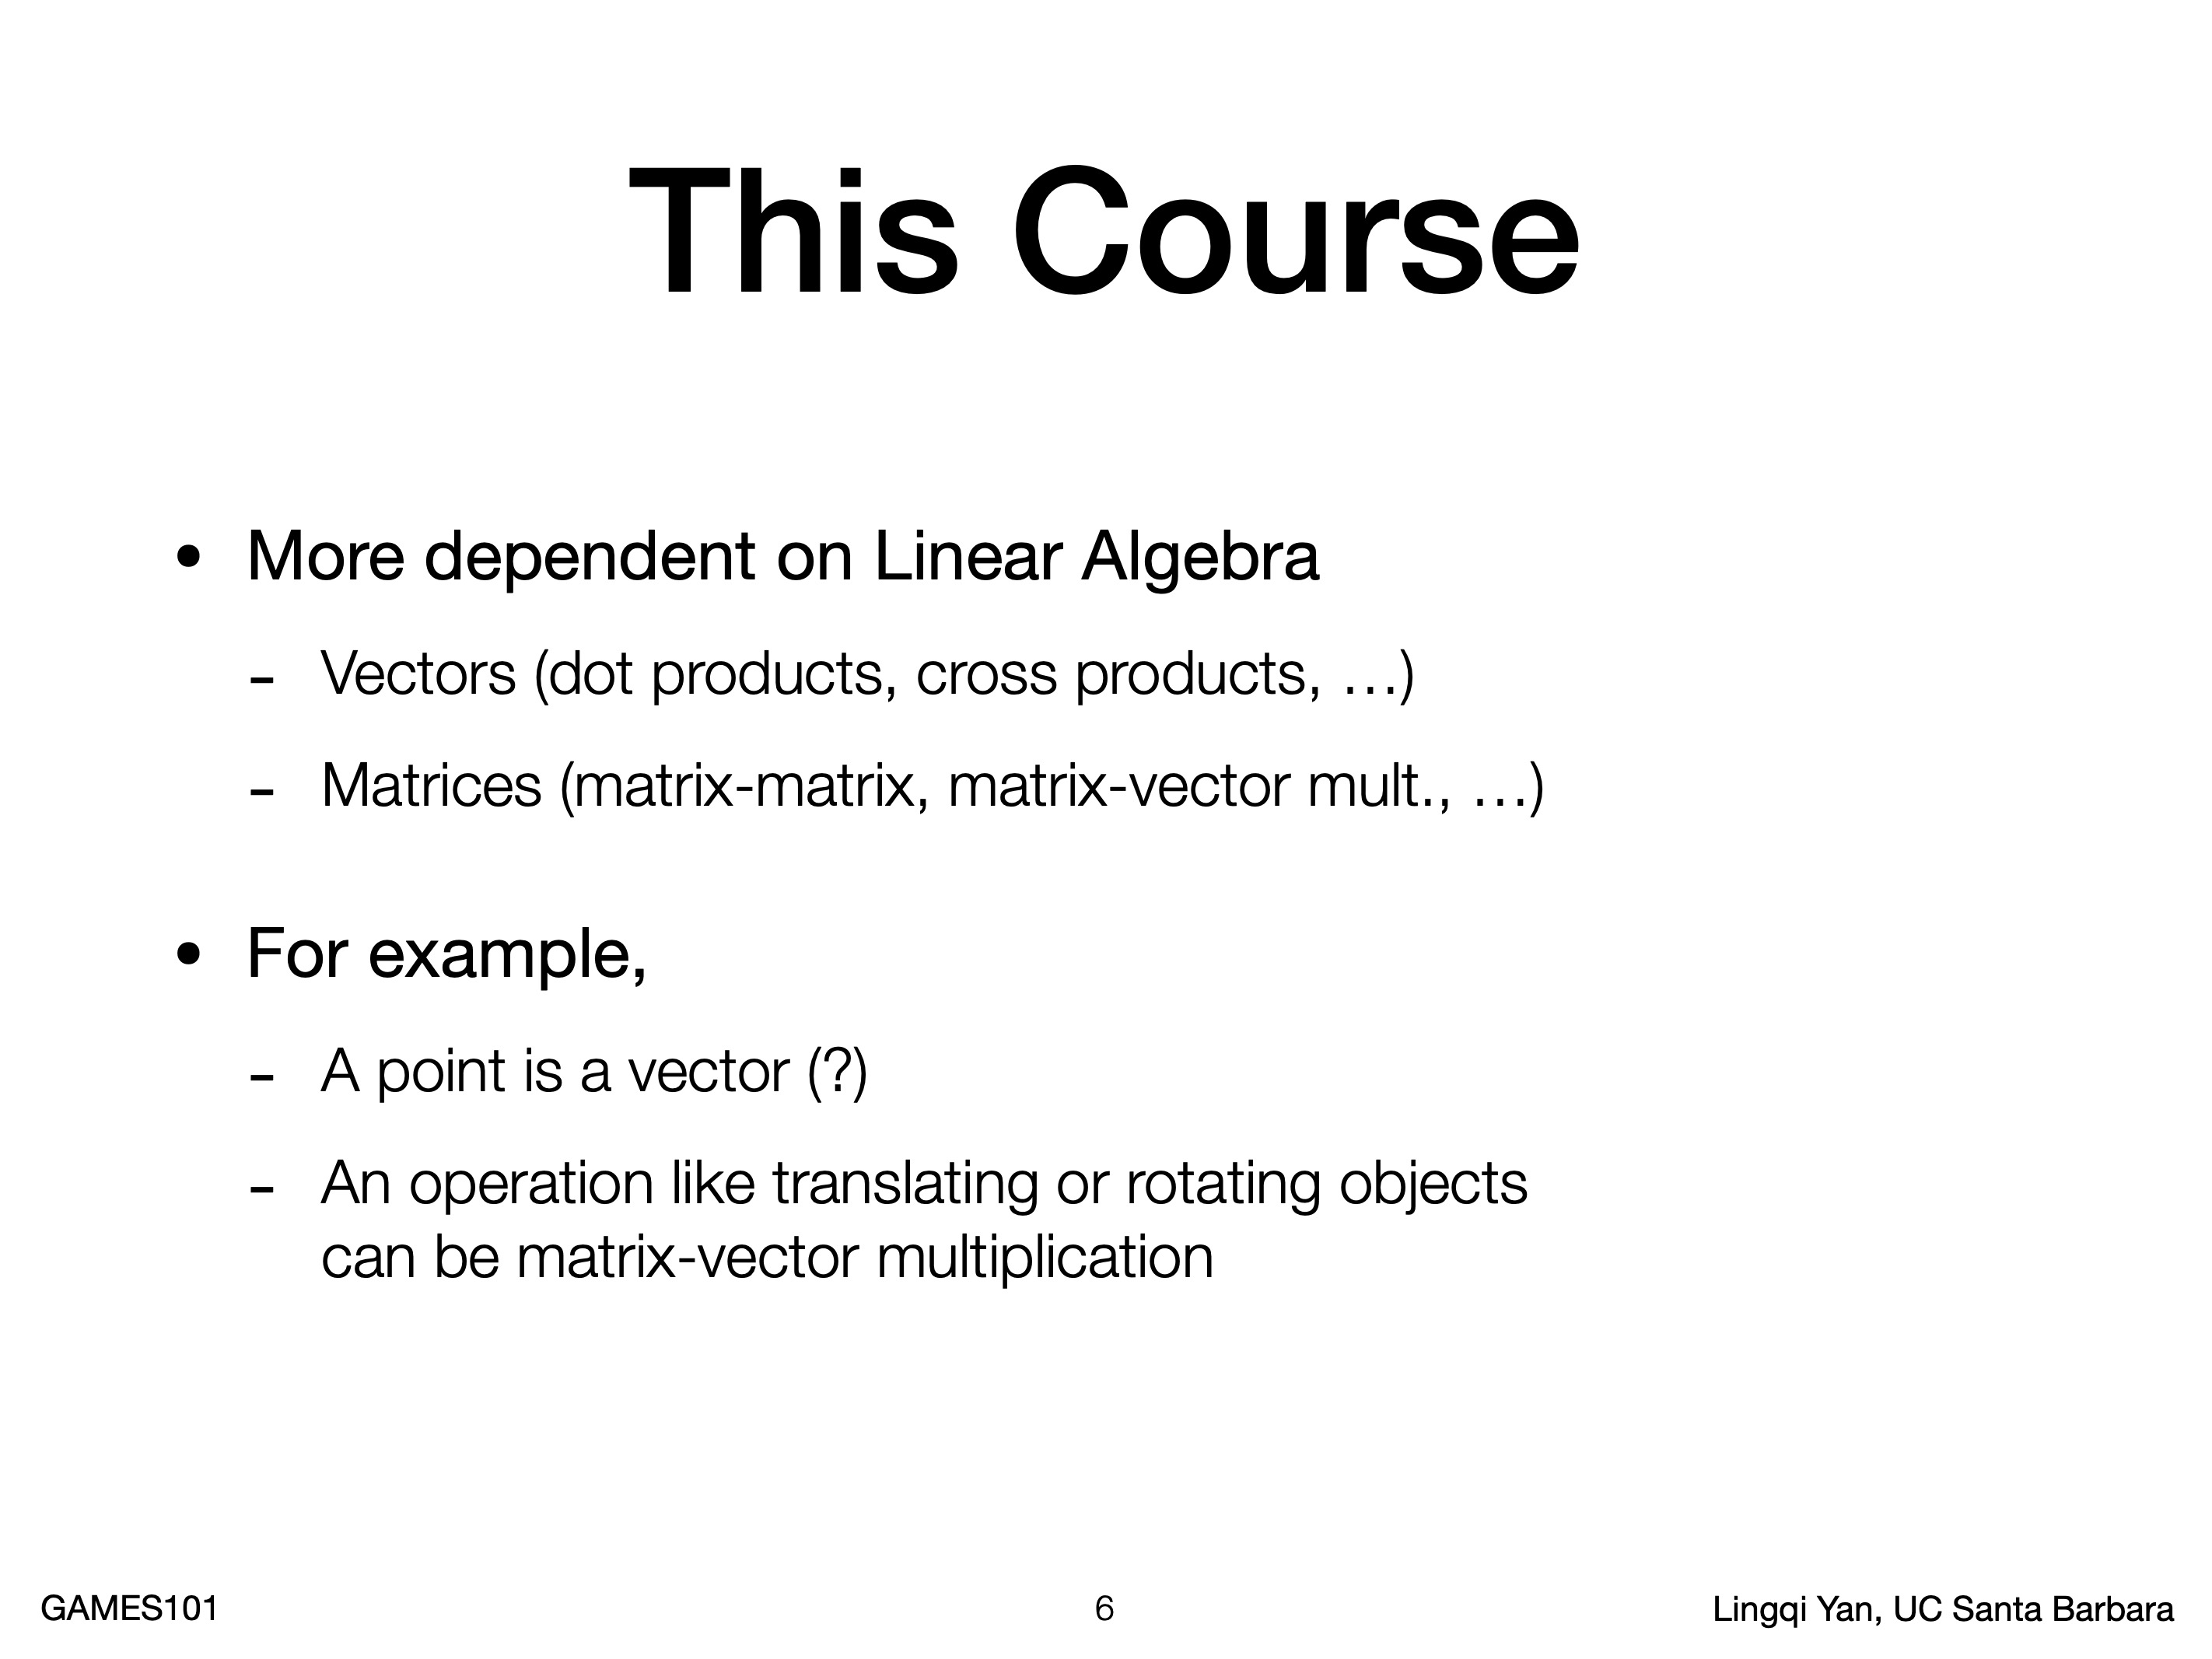 This Course
• More dependent on Linear Algebra
- Vectors (dot products, cross products, …)
- Matrices (matrix-matrix, matrix-vector mult., …)
• For example,
- A point is a vector (?)
- An operation like translating or rotating objects
can be matrix-vector multiplication
GAMES101
6
Lingqi Yan, UC Santa Barbara